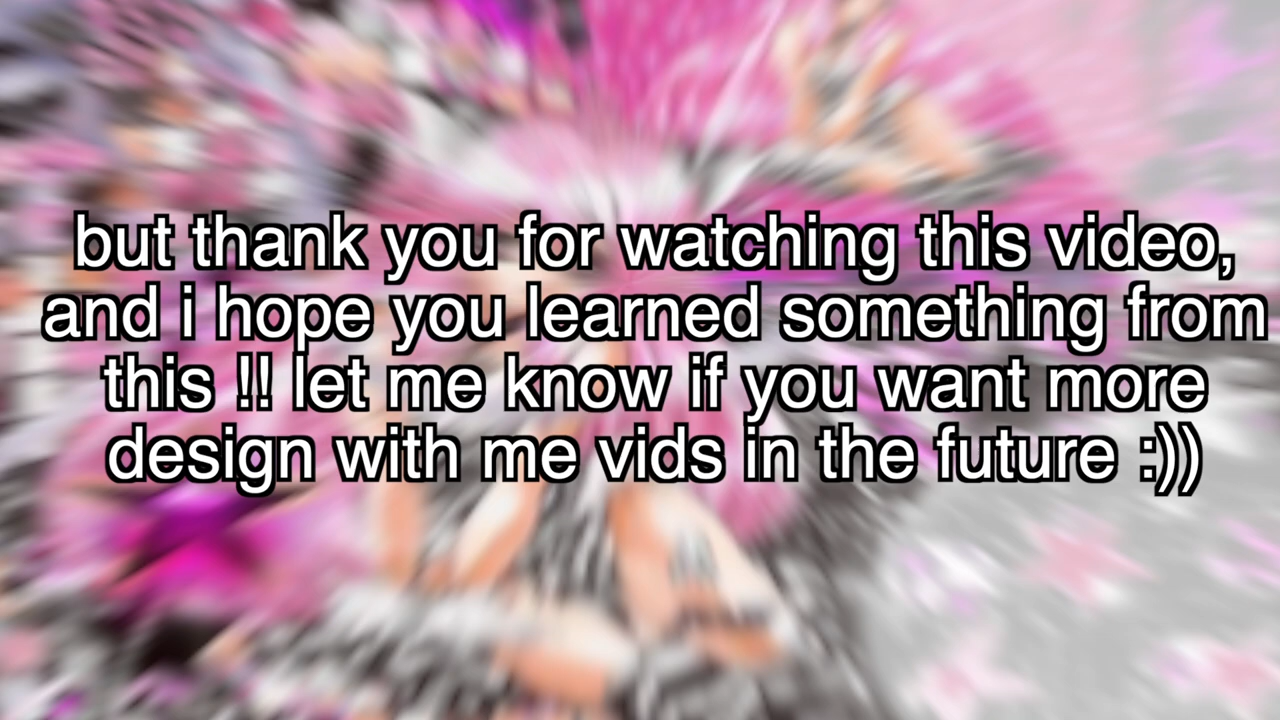 but thank you for watching this video,
and i hope you learned something from
this !! let me know if you want more
design with me vids in the future :))